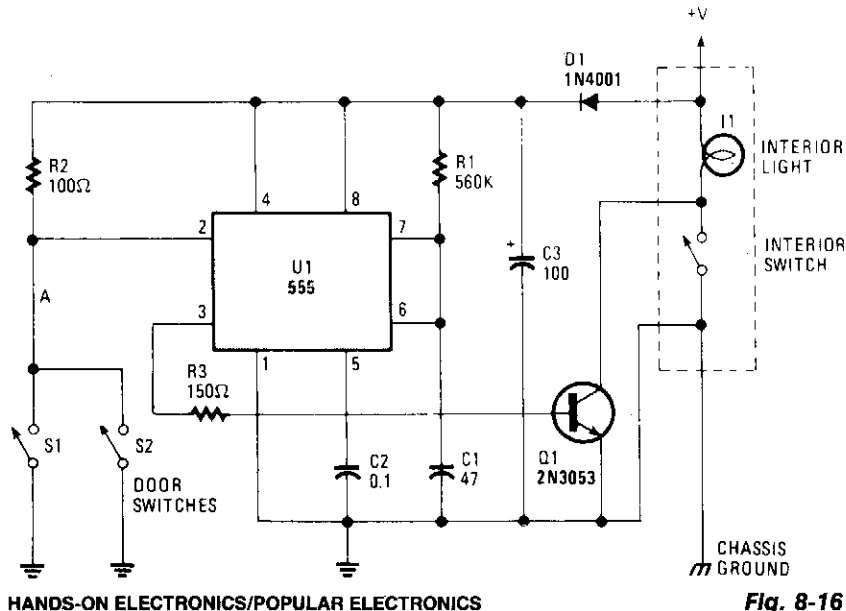 +V
D1
1N4001
I1
INTERIOR
LIGHT
R2
100Ω
R1
560K
4
8
2
7
U1
555
C3
100
+
INTERIOR
SWITCH
A
3
6
1
5
R3
150Ω
S1
S2
DOOR
SWITCHES
C2
0.1
C1
47
Q1
2N3053
CHASSIS
GROUND
HANDS-ON ELECTRONICS/POPULAR ELECTRONICS
Fig. 8-16